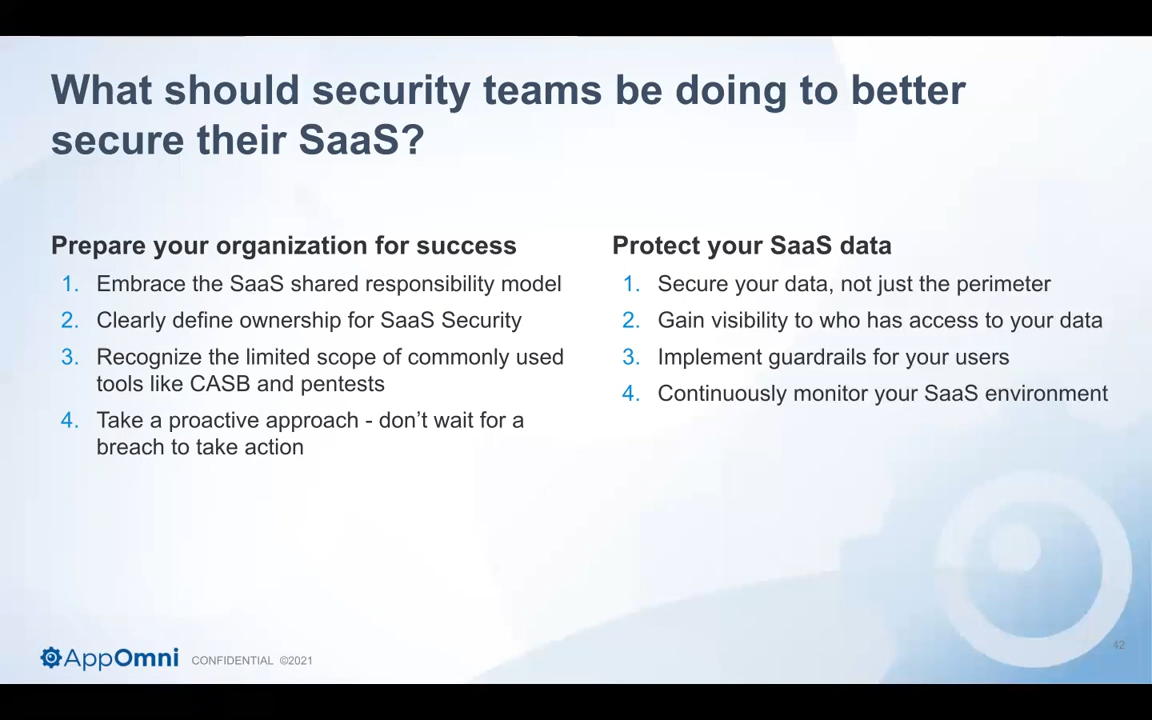 What should security teams be doing to better
secure their SaaS?
Prepare your organization for success
1. Embrace the SaaS shared responsibility model
2. Clearly define ownership for SaaS Security
3. Recognize the limited scope of commonly used
tools like CASB and pentests
4. Take a proactive approach - don’t wait for a
breach to take action
Protect your SaaS data
1. Secure your data, not just the perimeter
2. Gain visibility to who has access to your data
3. Implement guardrails for your users
4. Continuously monitor your SaaS environment
AppOmni CONFIDENTIAL ©2021
42